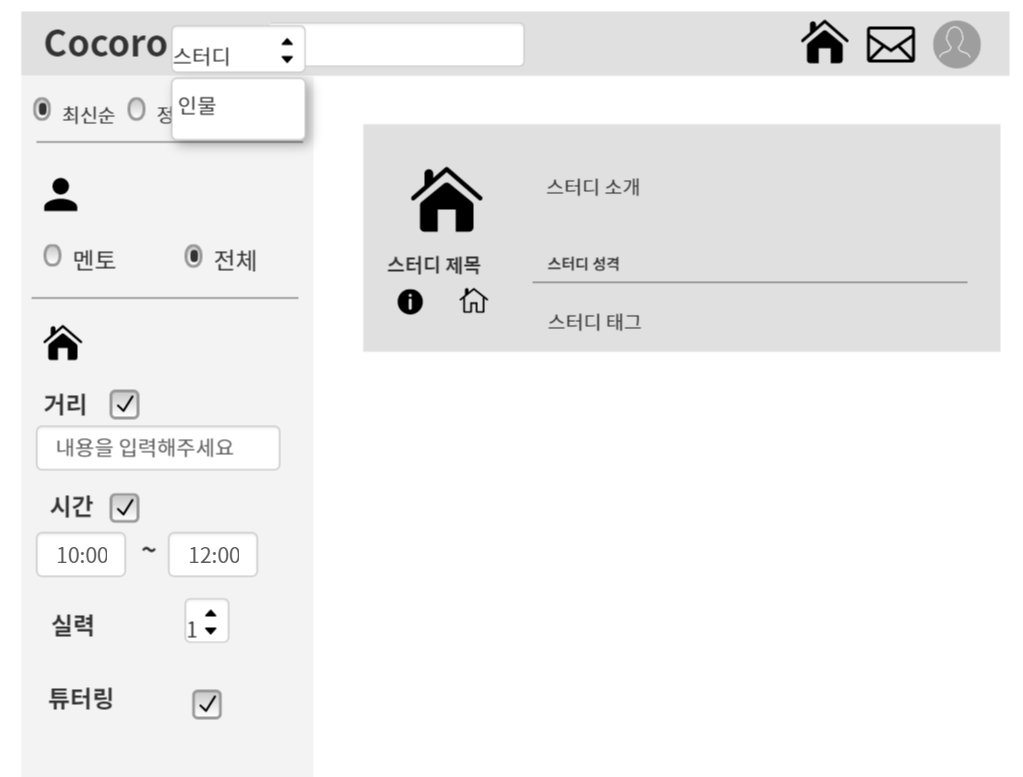 Cocoro
스터디
인물
최신순
정
멘토
전체
거리
내용을 입력해주세요
시간
10:00 ~ 12:00
실력
1
튜터링
스터디 소개
스터디 제목
스터디 성격
스터디 태그